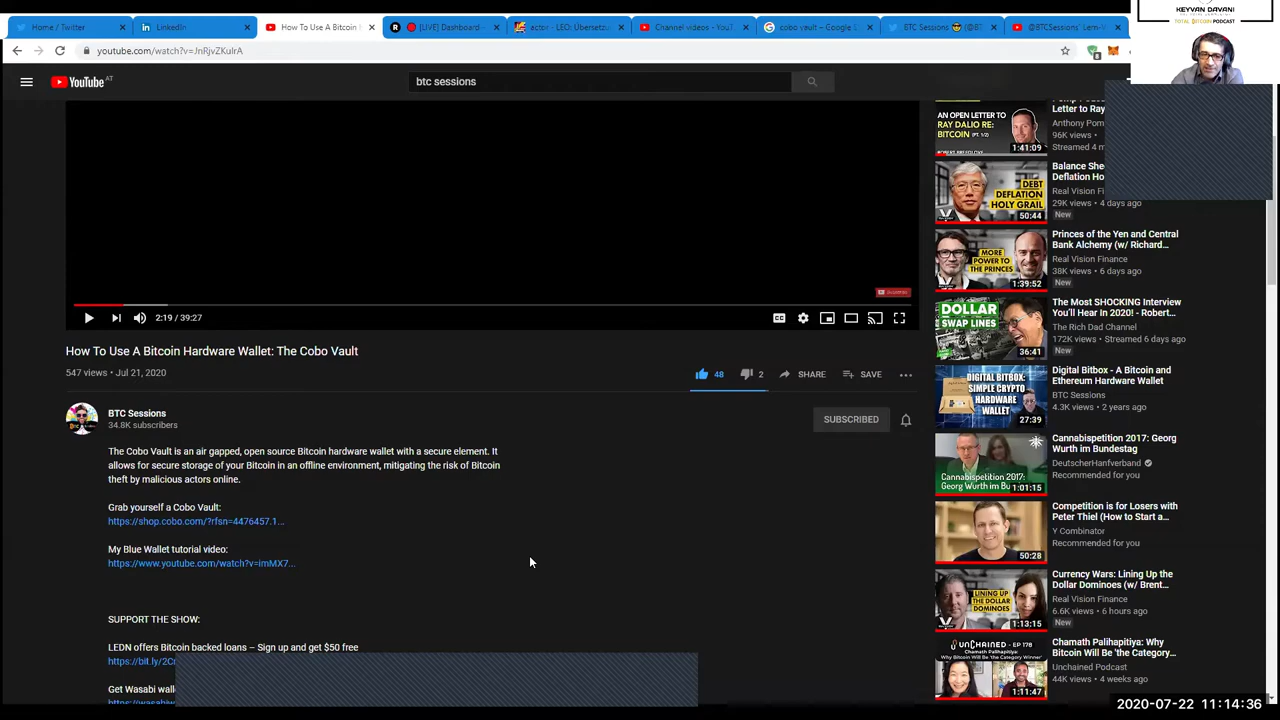 Home / Twitter
LinkedIn
How To Use A Bitcoin
[LIVE] Dashboard
actor - LEO: Übersetzu
Channel videos - YouT
cobo vault - Google S
BTC Sessions 😎 (@BT
@BTCSessions
KEYVAN DAVANI
TOTAL BITCOIN PODCAST
youtube.com/watch?v=JnRjvZKuIrA
YouTube AT
btc sessions
2:19 / 39:27
How To Use A Bitcoin Hardware Wallet: The Cobo Vault
547 views • Jul 21, 2020
48
2
SHARE
SAVE
BTC Sessions
34.8K subscribers
SUBSCRIBED
The Cobo Vault is an air gapped, open source Bitcoin hardware wallet with a secure element. It
allows for secure storage of your Bitcoin in an offline environment, mitigating the risk of Bitcoin
theft by malicious actors online.
Grab yourself a Cobo Vault:
https://shop.cobo.com/?rfsn=4476457.1...
My Blue Wallet tutorial video:
https://www.youtube.com/watch?v=imMX7...
SUPPORT THE SHOW:
LEDN offers Bitcoin backed loans – Sign up and get $50 free
https://bit.ly/2Cr
Get Wasabi wall
AN OPEN LETTER TO
RAY DALIO RE:
BITCOIN (PT. 1/2)
ROBERT BREEDLOVE
1:41:09
Letter to Ray
Anthony Pom
96K views •
Streamed 4 m
DEBT
DEFLATION
HOLY GRAIL
50:44
Balance She
Deflation Ho
Real Vision Fi
29K views • 4 days ago
New
MORE
POWER TO
THE PRINCES
1:39:52
Princes of the Yen and Central
Bank Alchemy (w/ Richard...
Real Vision Finance
38K views • 6 days ago
New
DOLLAR
SWAP LINES
36:41
The Most SHOCKING Interview
You'll Hear In 2020! - Robert...
The Rich Dad Channel
172K views • Streamed 6 days ago
New
DIGITAL BITBOX:
SIMPLE CRYPTO
HARDWARE
WALLET
27:39
Digital Bitbox - A Bitcoin and
Ethereum Hardware Wallet
BTC Sessions
4.3K views • 2 years ago
Cannabispetition
Georg Wurth im Bu
1:01:15
Cannabispetition 2017: Georg
Wurth im Bundestag
DeutscherHanfverband
Recommended for you
50:28
Competition is for Losers with
Peter Thiel (How to Start a...
Y Combinator
Recommended for you
LINING UP
THE DOLLAR
DOMINOES
1:13:15
Currency Wars: Lining Up the
Dollar Dominoes (w/ Brent...
Real Vision Finance
6.6K views • 6 hours ago
New
UNCHAINED - EP 178
Chamath Palihapitiya:
Why Bitcoin Will Be 'the Category Winner'
1:11:47
Chamath Palihapitiya: Why
Bitcoin Will Be 'the Category...
Unchained Podcast
44K views • 4 weeks ago
2020-07-22 11:14:36